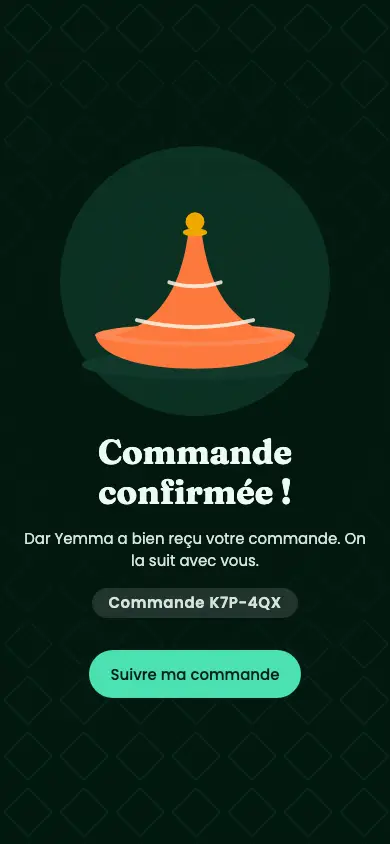 Commande
confirmée !
Dar Yemma a bien reçu votre commande. On
la suit avec vous.
Commande K7P-4QX
Suivre ma commande